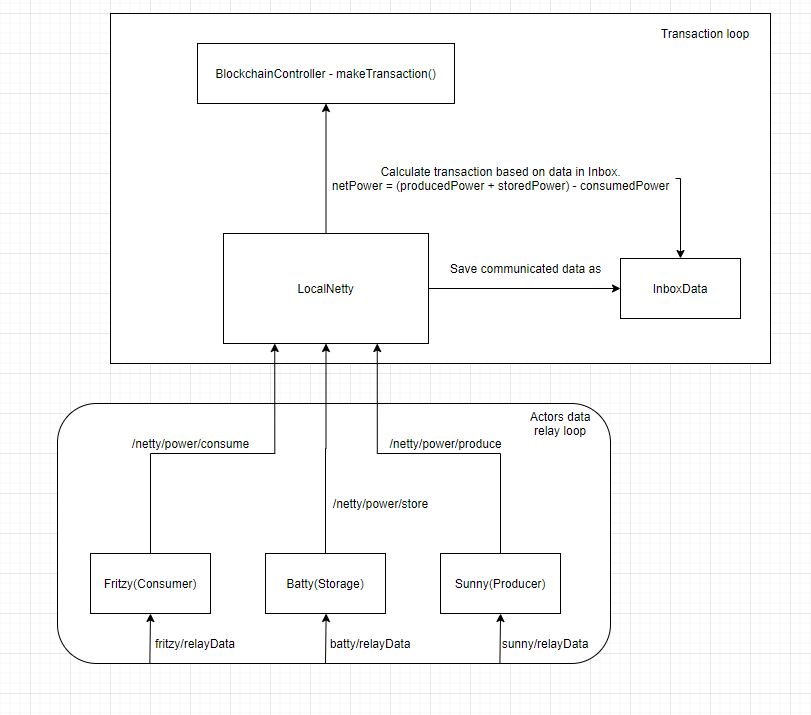 Transaction loop
BlockchainController - makeTransaction()
Calculate transaction based on data in Inbox.
netPower = (producedPower + storedPower) - consumedPower
LocalNetty
Save communicated data as
InboxData
Actors data
relay loop
/netty/power/consume
/netty/power/produce
/netty/power/store
Fritzy(Consumer)
Batty(Storage)
Sunny(Producer)
fritzy/relayData
batty/relayData
sunny/relayData